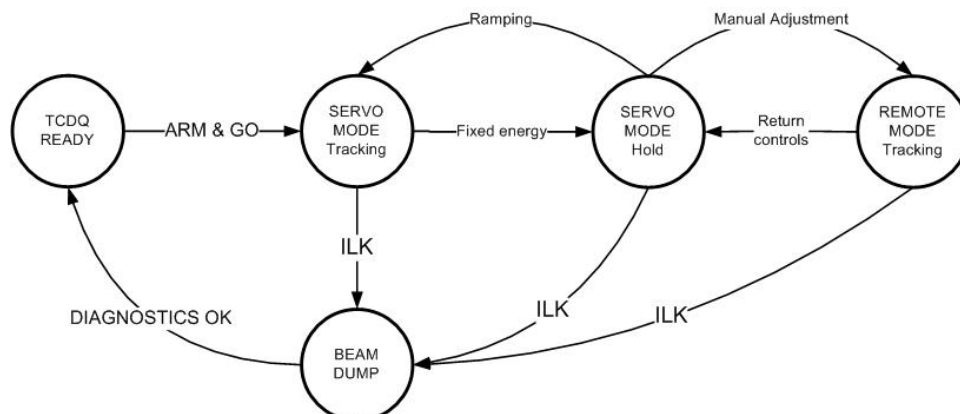 Ramping
Manual Adjustment
TCDQ
READY
ARM & GO
SERVO
MODE
Tracking
Fixed energy
SERVO
MODE
Hold
Return
controls
REMOTE
MODE
Tracking
ILK
ILK
ILK
DIAGNOSTICS OK
BEAM
DUMP